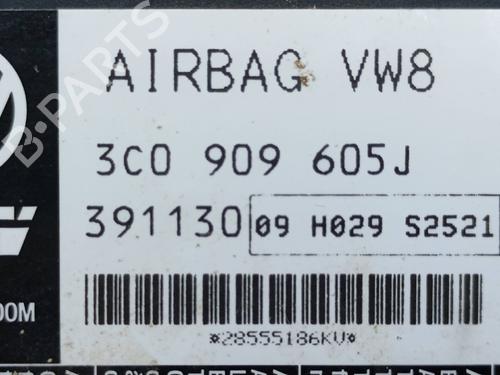 AIRBAG VW8
3C0 909 605J
391130 09 H029 S2521
*28555186KV*
B-PARTS